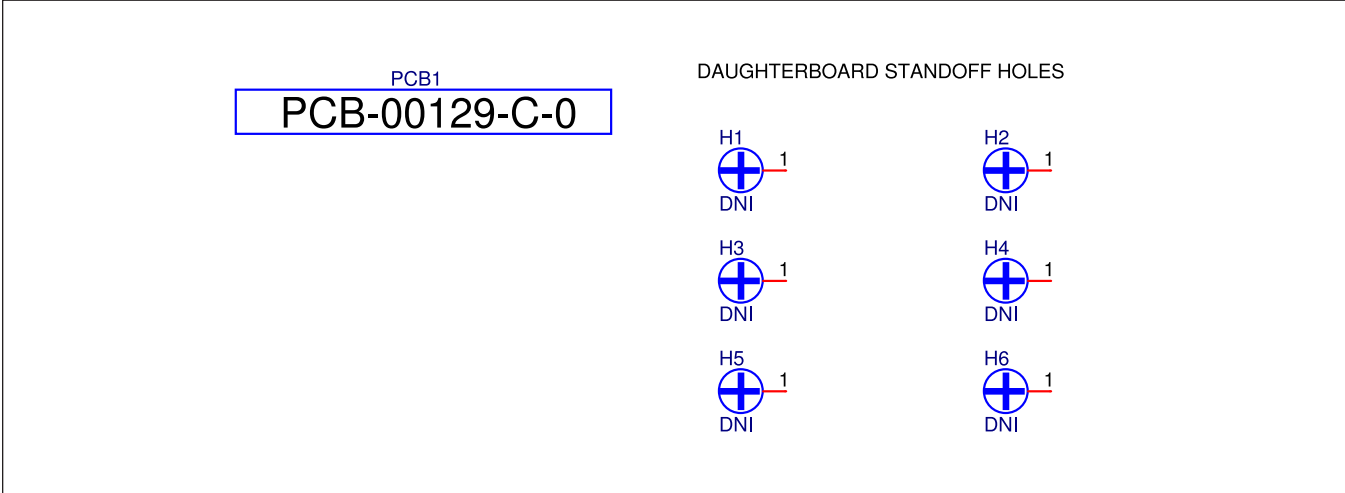 PCB1
PCB-00129-C-0
DAUGHTERBOARD STANDOFF HOLES
H1
1
DNI
H2
1
DNI
H3
1
DNI
H4
1
DNI
H5
1
DNI
H6
1
DNI